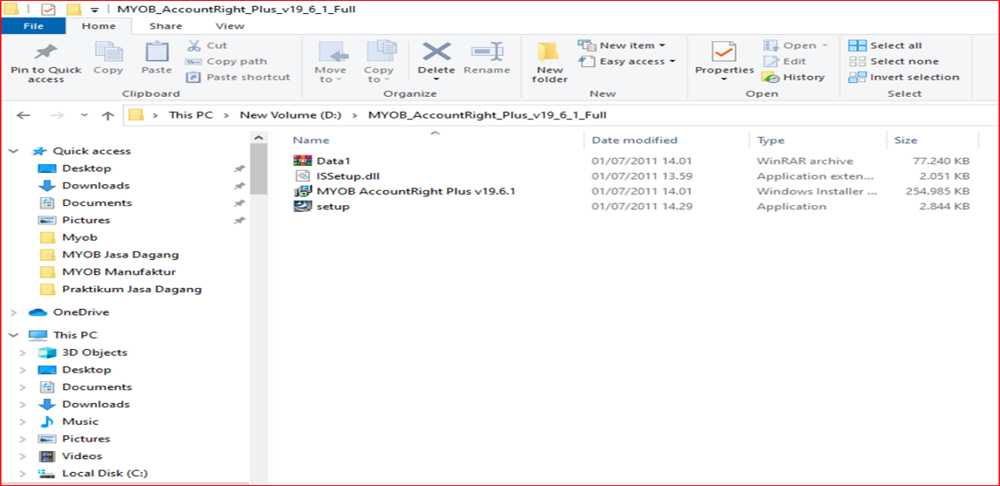 MYOB_AccountRight_Plus_v19_6_1_Full
File Home Share View
Pin to Quick access
Copy
Paste
Cut
Copy path
Paste shortcut
Clipboard
Move to
Copy to
Delete
Rename
Organize
New folder
New item
Easy access
New
Properties
Open
Edit
History
Open
Select all
Select none
Invert selection
Select
This PC > New Volume (D:) > MYOB_AccountRight_Plus_v19_6_1_Full
Quick access
Desktop
Downloads
Documents
Pictures
Myob
MYOB Jasa Dagang
MYOB Manufaktur
Praktikum Jasa Dagang
OneDrive
This PC
3D Objects
Desktop
Documents
Downloads
Music
Pictures
Videos
Local Disk (C:)
Name Date modified Type Size
Data1 01/07/2011 14.01 WinRAR archive 77.240 KB
ISSetup.dll 01/07/2011 13.59 Application exten... 2.051 KB
MYOB AccountRight Plus v19.6.1 01/07/2011 14.01 Windows Installer ... 254.985 KB
setup 01/07/2011 14.29 Application 2.844 KB